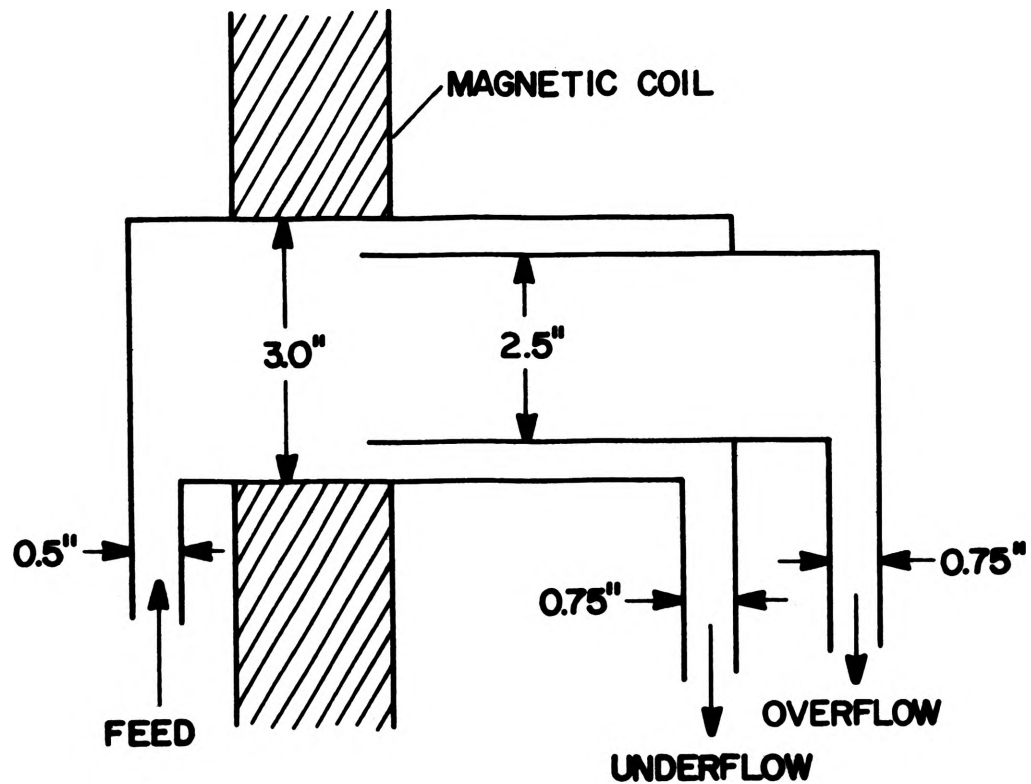 MAGNETIC COIL
3.0"
2.5"
0.5"
0.75"
0.75"
FEED
OVERFLOW
UNDERFLOW